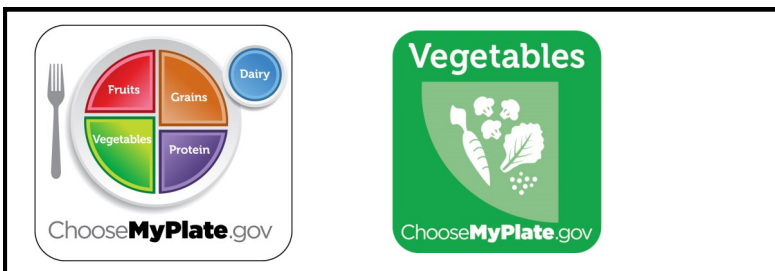 Fruits
Grains
Dairy
Vegetables
Protein
ChooseMyPlate.gov
Vegetables
ChooseMyPlate.gov